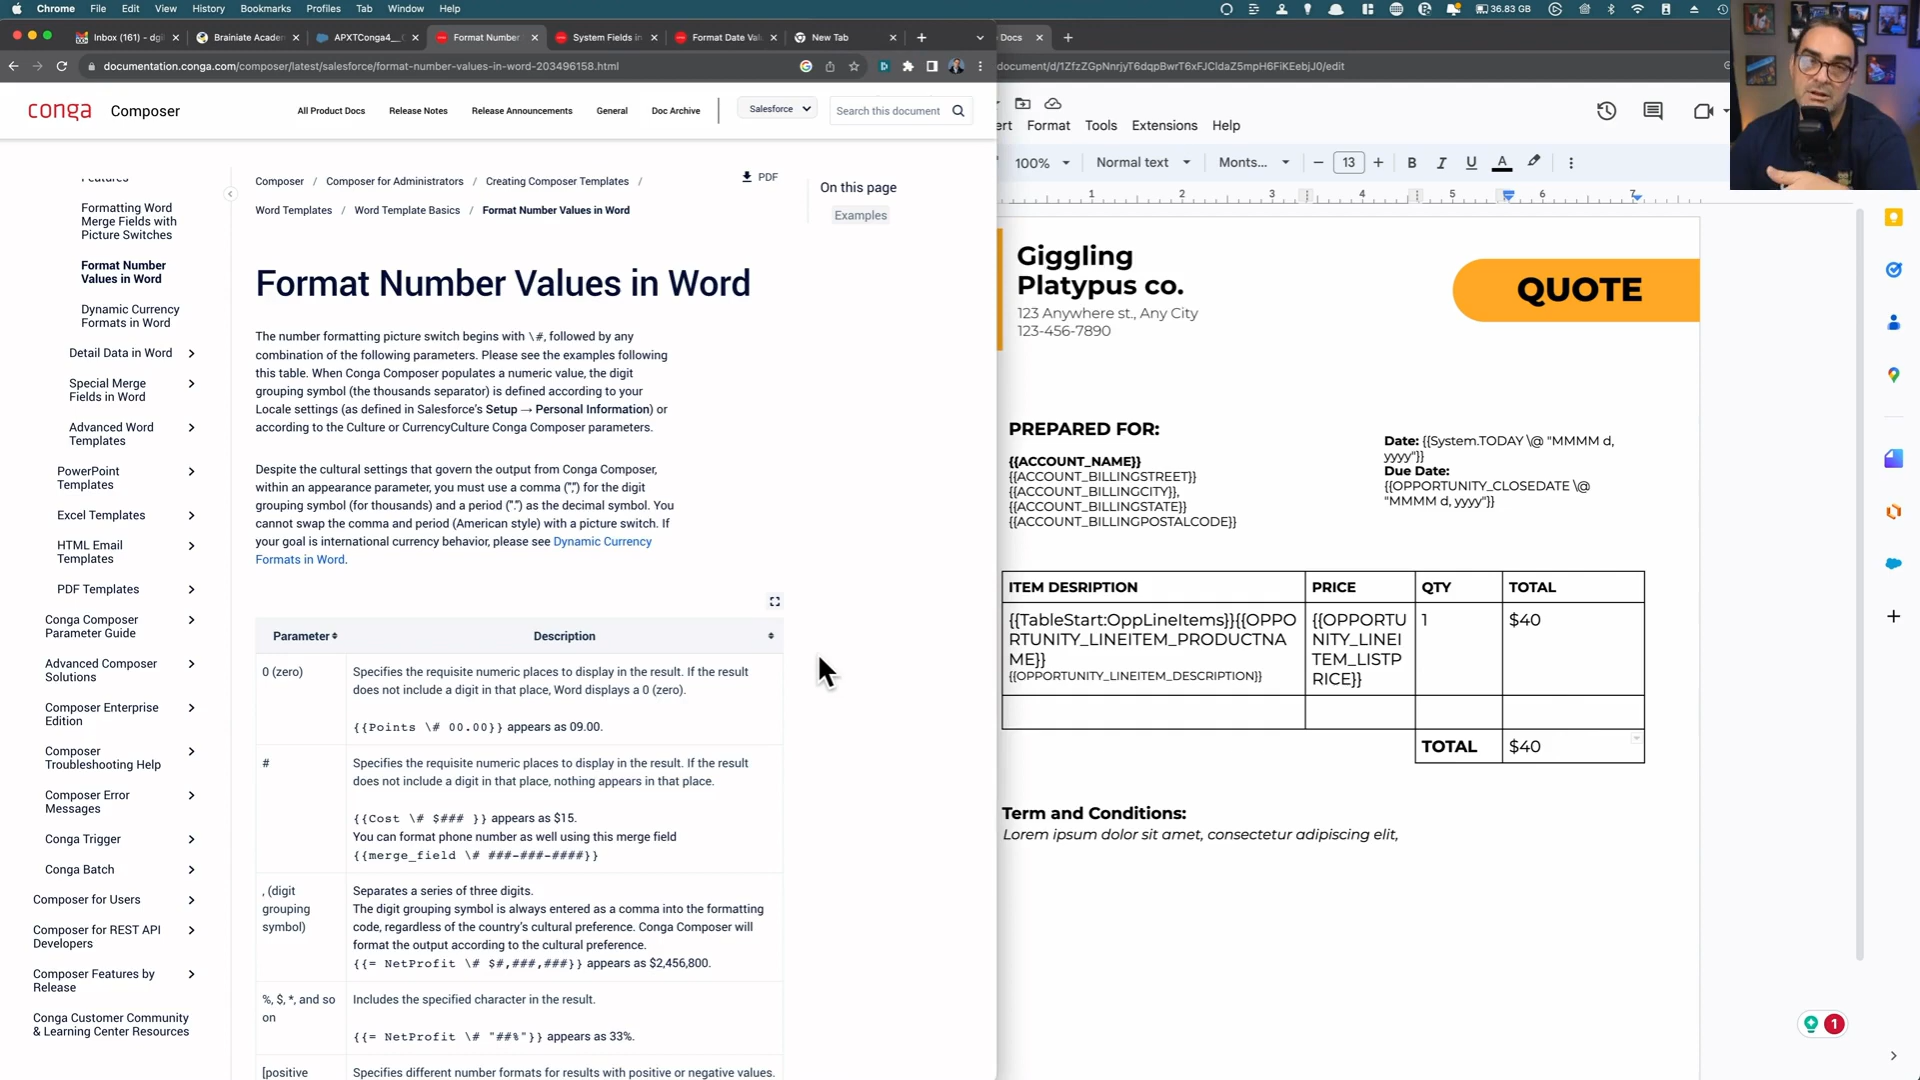 Chrome File Edit View History Bookmarks Profiles Tab Window Help
36.83 GB
Inbox (161) - dgi
Brainiate Acade
APXTConga4__
Format Number
System Fields in
Format Date Val
New Tab
Docs
documentation.conga.com/composer/latest/salesforce/format-number-values-in-word-203496158.html
document/d/1ZfzZGpNnrjyT6dqpBwrT6xFJCldaZ5mpH6FiKEebjJ0/edit
conga Composer
All Product Docs Release Notes Release Announcements General Doc Archive
Salesforce
Search this document
Features
Formatting Word
Merge Fields with
Picture Switches
Format Number
Values in Word
Dynamic Currency
Formats in Word
Detail Data in Word
Special Merge
Fields in Word
Advanced Word
Templates
PowerPoint
Templates
Excel Templates
HTML Email
Templates
PDF Templates
Conga Composer
Parameter Guide
Advanced Composer
Solutions
Composer Enterprise
Edition
Composer
Troubleshooting Help
Composer Error
Messages
Conga Trigger
Conga Batch
Composer for Users
Composer for REST API
Developers
Composer Features by
Release
Conga Customer Community
& Learning Center Resources
Composer / Composer for Administrators / Creating Composer Templates /
Word Templates / Word Template Basics / Format Number Values in Word
PDF
On this page
Examples
Format Number Values in Word
The number formatting picture switch begins with \#, followed by any
combination of the following parameters. Please see the examples following
this table. When Conga Composer populates a numeric value, the digit
grouping symbol (the thousands separator) is defined according to your
Locale settings (as defined in Salesforce's Setup → Personal Information) or
according to the Culture or CurrencyCulture Conga Composer parameters.
Despite the cultural settings that govern the output from Conga Composer,
within an appearance parameter, you must use a comma (",") for the digit
grouping symbol (for thousands) and a period (".") as the decimal symbol. You
cannot swap the comma and period (American style) with a picture switch. If
your goal is international currency behavior, please see Dynamic Currency
Formats in Word.
Parameter Description
0 (zero)
Specifies the requisite numeric places to display in the result. If the result
does not include a digit in that place, Word displays a 0 (zero).
{{Points \# 00.00}} appears as 09.00.
#
Specifies the requisite numeric places to display in the result. If the result
does not include a digit in that place, nothing appears in that place.
{{Cost \# $### }} appears as $15.
You can format phone number as well using this merge field
{{merge_field \# ###-###-####}}
, (digit
grouping
symbol)
Separates a series of three digits.
The digit grouping symbol is always entered as a comma into the formatting
code, regardless of the country's cultural preference. Conga Composer will
format the output according to the cultural preference.
{{= NetProfit \# $#,###,###}} appears as $2,456,800.
%, $, *, and so
on
Includes the specified character in the result.
{{= NetProfit \# "##%"}} appears as 33%.
[positive
Specifies different number formats for results with positive or negative values.
ert Format Tools Extensions Help
100% Normal text Monts... 13 B I U A
1 2 3 4 5 6 7
Giggling
Platypus co.
123 Anywhere st., Any City
123-456-7890
QUOTE
PREPARED FOR:
{{ACCOUNT_NAME}}
{{ACCOUNT_BILLINGSTREET}}
{{ACCOUNT_BILLINGCITY}},
{{ACCOUNT_BILLINGSTATE}}
{{ACCOUNT_BILLINGPOSTALCODE}}
Date: {{System.TODAY \@ "MMMM d,
yyyy"}}
Due Date:
{{OPPORTUNITY_CLOSEDATE \@
"MMMM d, yyyy"}}
ITEM DESRIPTION PRICE QTY TOTAL
{{TableStart:OppLineItems}}{{OPPO
RTUNITY_LINEITEM_PRODUCTNA
ME}}
{{OPPORTUNITY_LINEITEM_DESCRIPTION}}
{{OPPORTU
NITY_LINEI
TEM_LISTP
RICE}}
1
$40
TOTAL $40
Term and Conditions:
Lorem ipsum dolor sit amet, consectetur adipiscing elit,
1